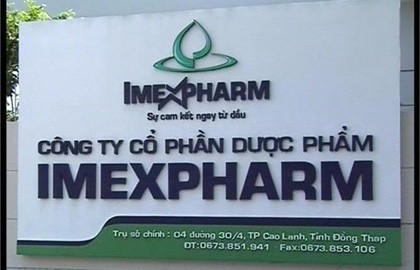 IMEXPHARM
Sự cam kết ngay từ đầu
CÔNG TY CỔ PHẦN DƯỢC PHẨM
IMEXPHARM
Trụ sở chính : 04 đường 30/4, TP Cao Lãnh, Tỉnh Đồng Tháp
ĐT:0673.851.941 Fax:0673.853.106